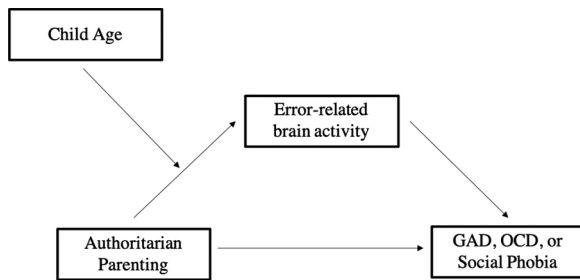 Child Age
Error-related
brain activity
Authoritarian
Parenting
GAD, OCD, or
Social Phobia